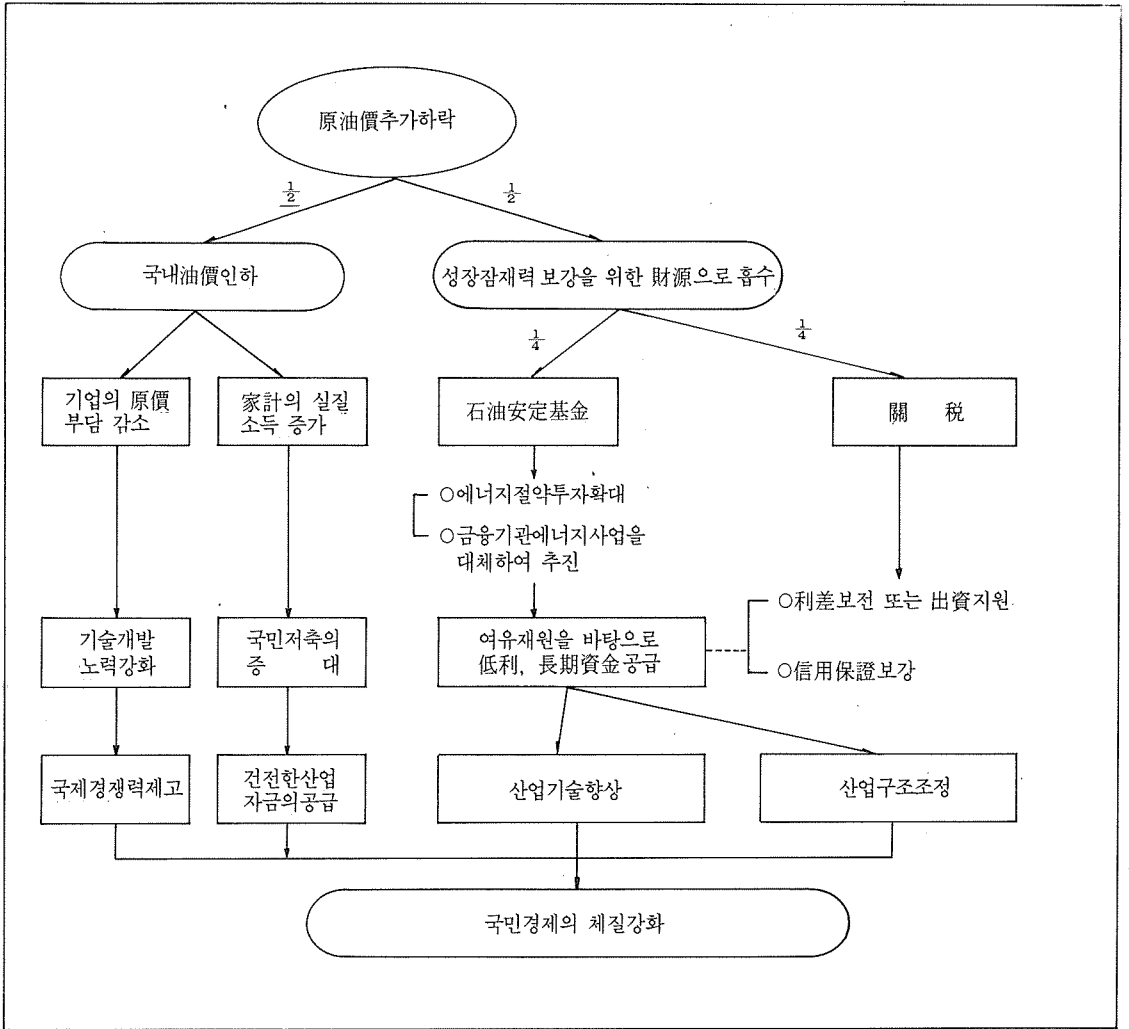 原油價추가하락
1/2
1/2
국내油價인하
성장잠재력 보강을 위한 財源으로 흡수
1/4
1/4
기업의 原價
부담 감소
家計의 실질
소득 증가
石油安定基金
關 税
○에너지절약투자확대
○금융기관에너지사업을
대체하여 추진
○利差보전 또는 出資지원
○信用保證보강
기술개발
노력강화
국민저축의
증 대
여유재원을 바탕으로
低利, 長期資金공급
국제경쟁력제고
건전한산업
자금의공급
산업기술향상
산업구조조정
국민경제의 체질강화